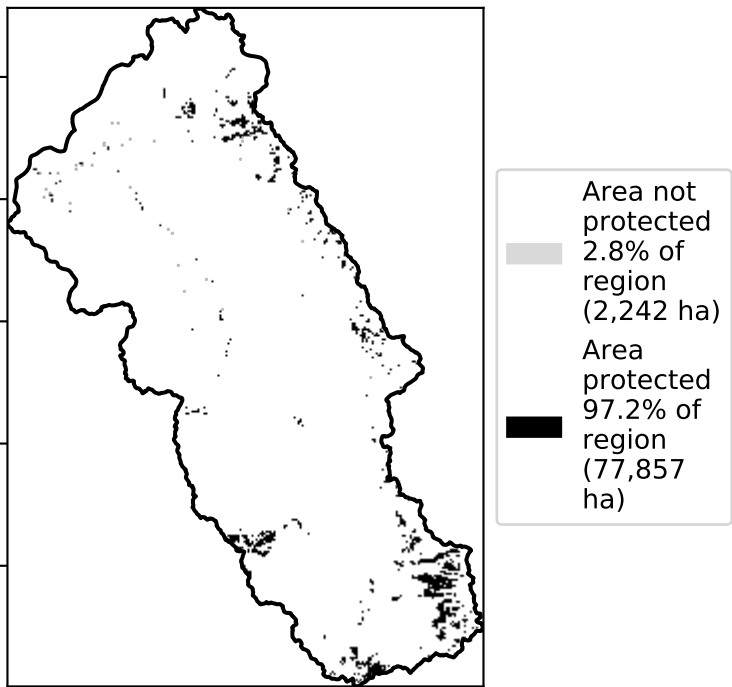 Area not
protected
2.8% of
region
(2,242 ha)
Area
protected
97.2% of
region
(77,857
ha)